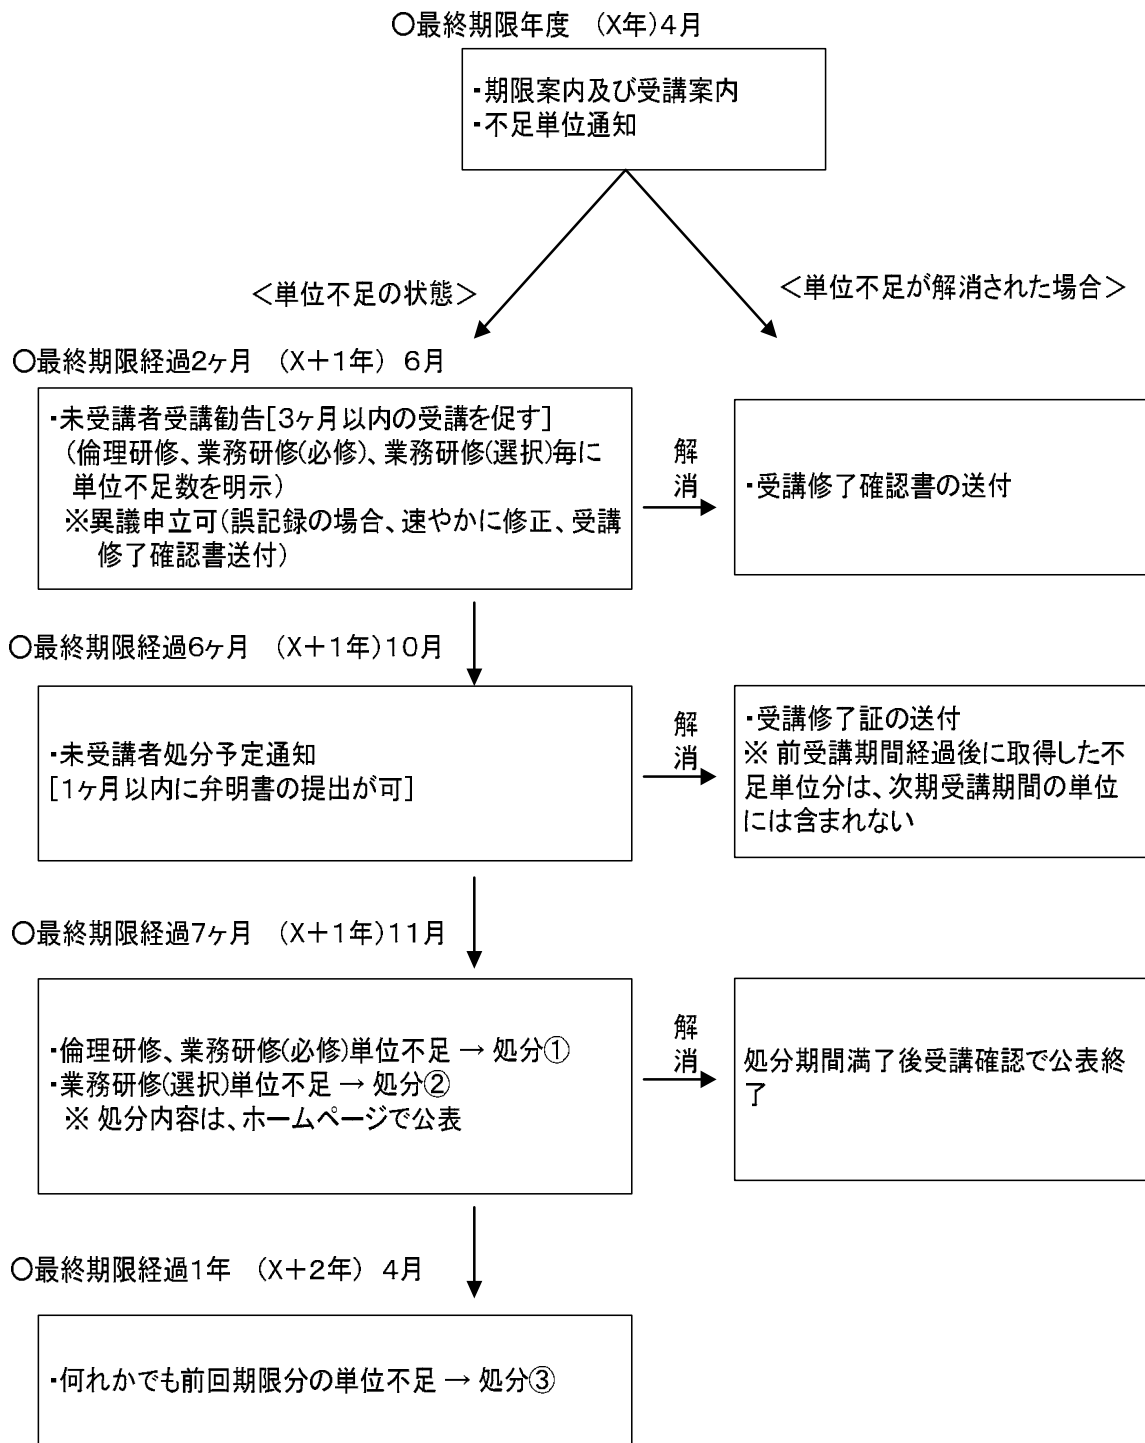 ○最終期限年度　(X年)4月
・期限案内及び受講案内
・不足単位通知
＜単位不足の状態＞
＜単位不足が解消された場合＞
○最終期限経過2ヶ月　(X＋1年)　6月
・未受講者受講勧告[3ヶ月以内の受講を促す]
(倫理研修、業務研修(必修)、業務研修(選択)毎に
単位不足数を明示)
※異議申立可(誤記録の場合、速やかに修正、受講
修了確認書送付)
解
消
・受講修了確認書の送付
○最終期限経過6ヶ月　(X＋1年)10月
・未受講者処分予定通知
[1ヶ月以内に弁明書の提出が可]
解
消
・受講修了証の送付
※ 前受講期間経過後に取得した不
足単位分は、次期受講期間の単位
には含まれない
○最終期限経過7ヶ月　(X＋1年)11月
・倫理研修、業務研修(必修)単位不足 → 処分①
・業務研修(選択)単位不足 → 処分②
※ 処分内容は、ホームページで公表
解
消
処分期間満了後受講確認で公表終
了
○最終期限経過1年　(X＋2年)　4月
・何れかでも前回期限分の単位不足 → 処分③